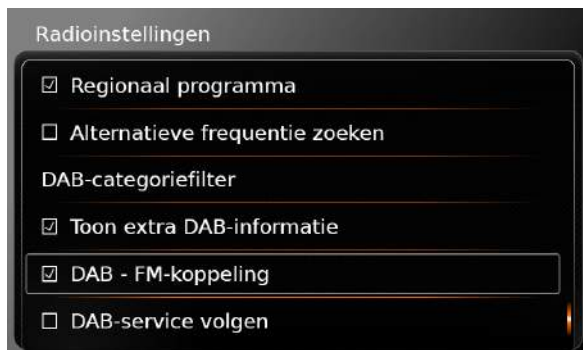 Radioinstellingen
☑ Regionaal programma
☐ Alternatieve frequentie zoeken
DAB-categoriefilter
☑ Toon extra DAB-informatie
☑ DAB - FM-koppeling
☐ DAB-service volgen